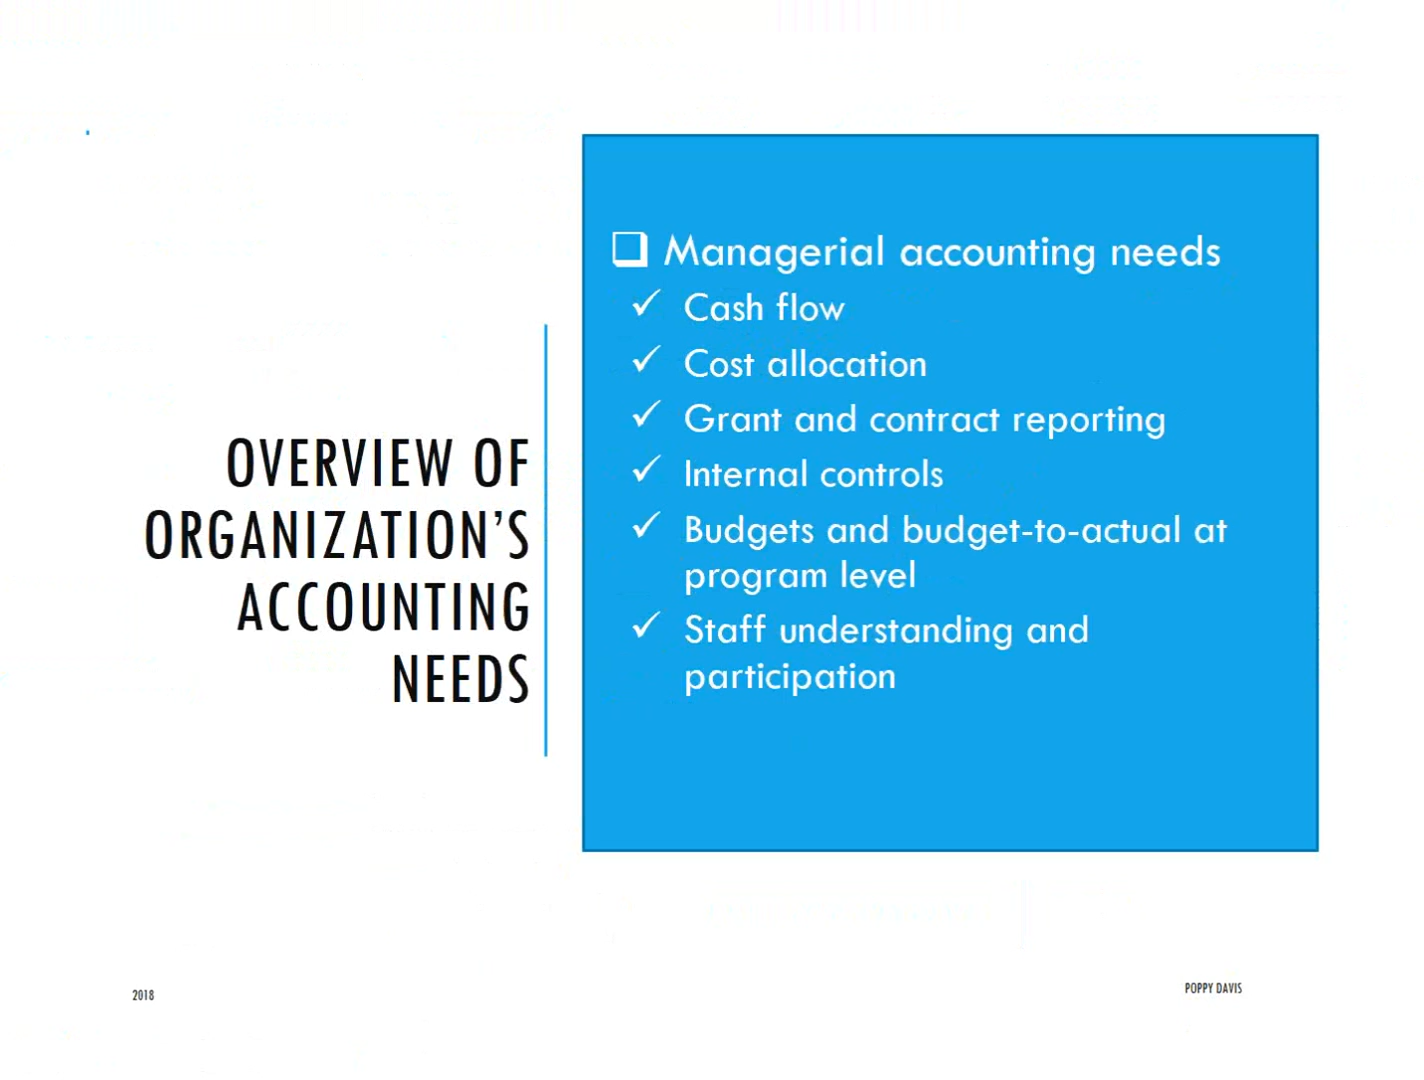 OVERVIEW OF
ORGANIZATION'S
ACCOUNTING
NEEDS
Managerial accounting needs
Cash flow
Cost allocation
Grant and contract reporting
Internal controls
Budgets and budget-to-actual at
program level
Staff understanding and
participation
2018
POPPY DAVIS